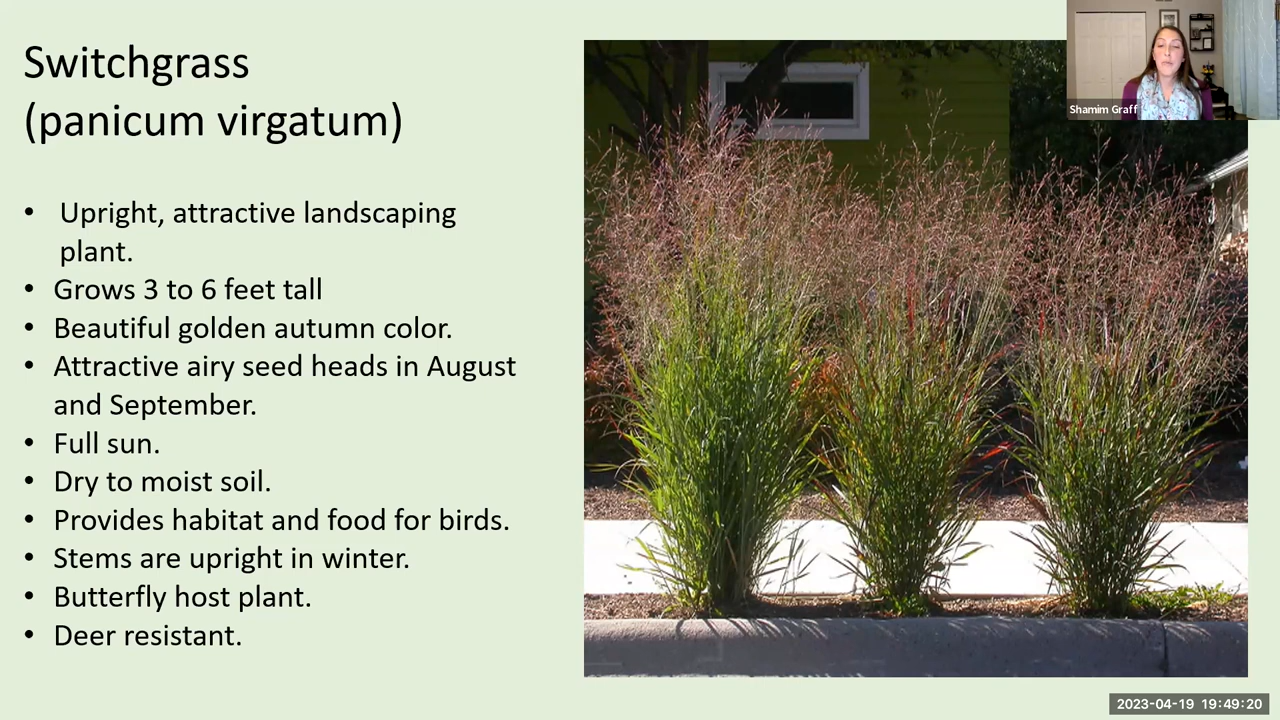 Switchgrass
(panicum virgatum)
• Upright, attractive landscaping
plant.
• Grows 3 to 6 feet tall
• Beautiful golden autumn color.
• Attractive airy seed heads in August
and September.
• Full sun.
• Dry to moist soil.
• Provides habitat and food for birds.
• Stems are upright in winter.
• Butterfly host plant.
• Deer resistant.
Shamim Graff
2023-04-19 19:49:20